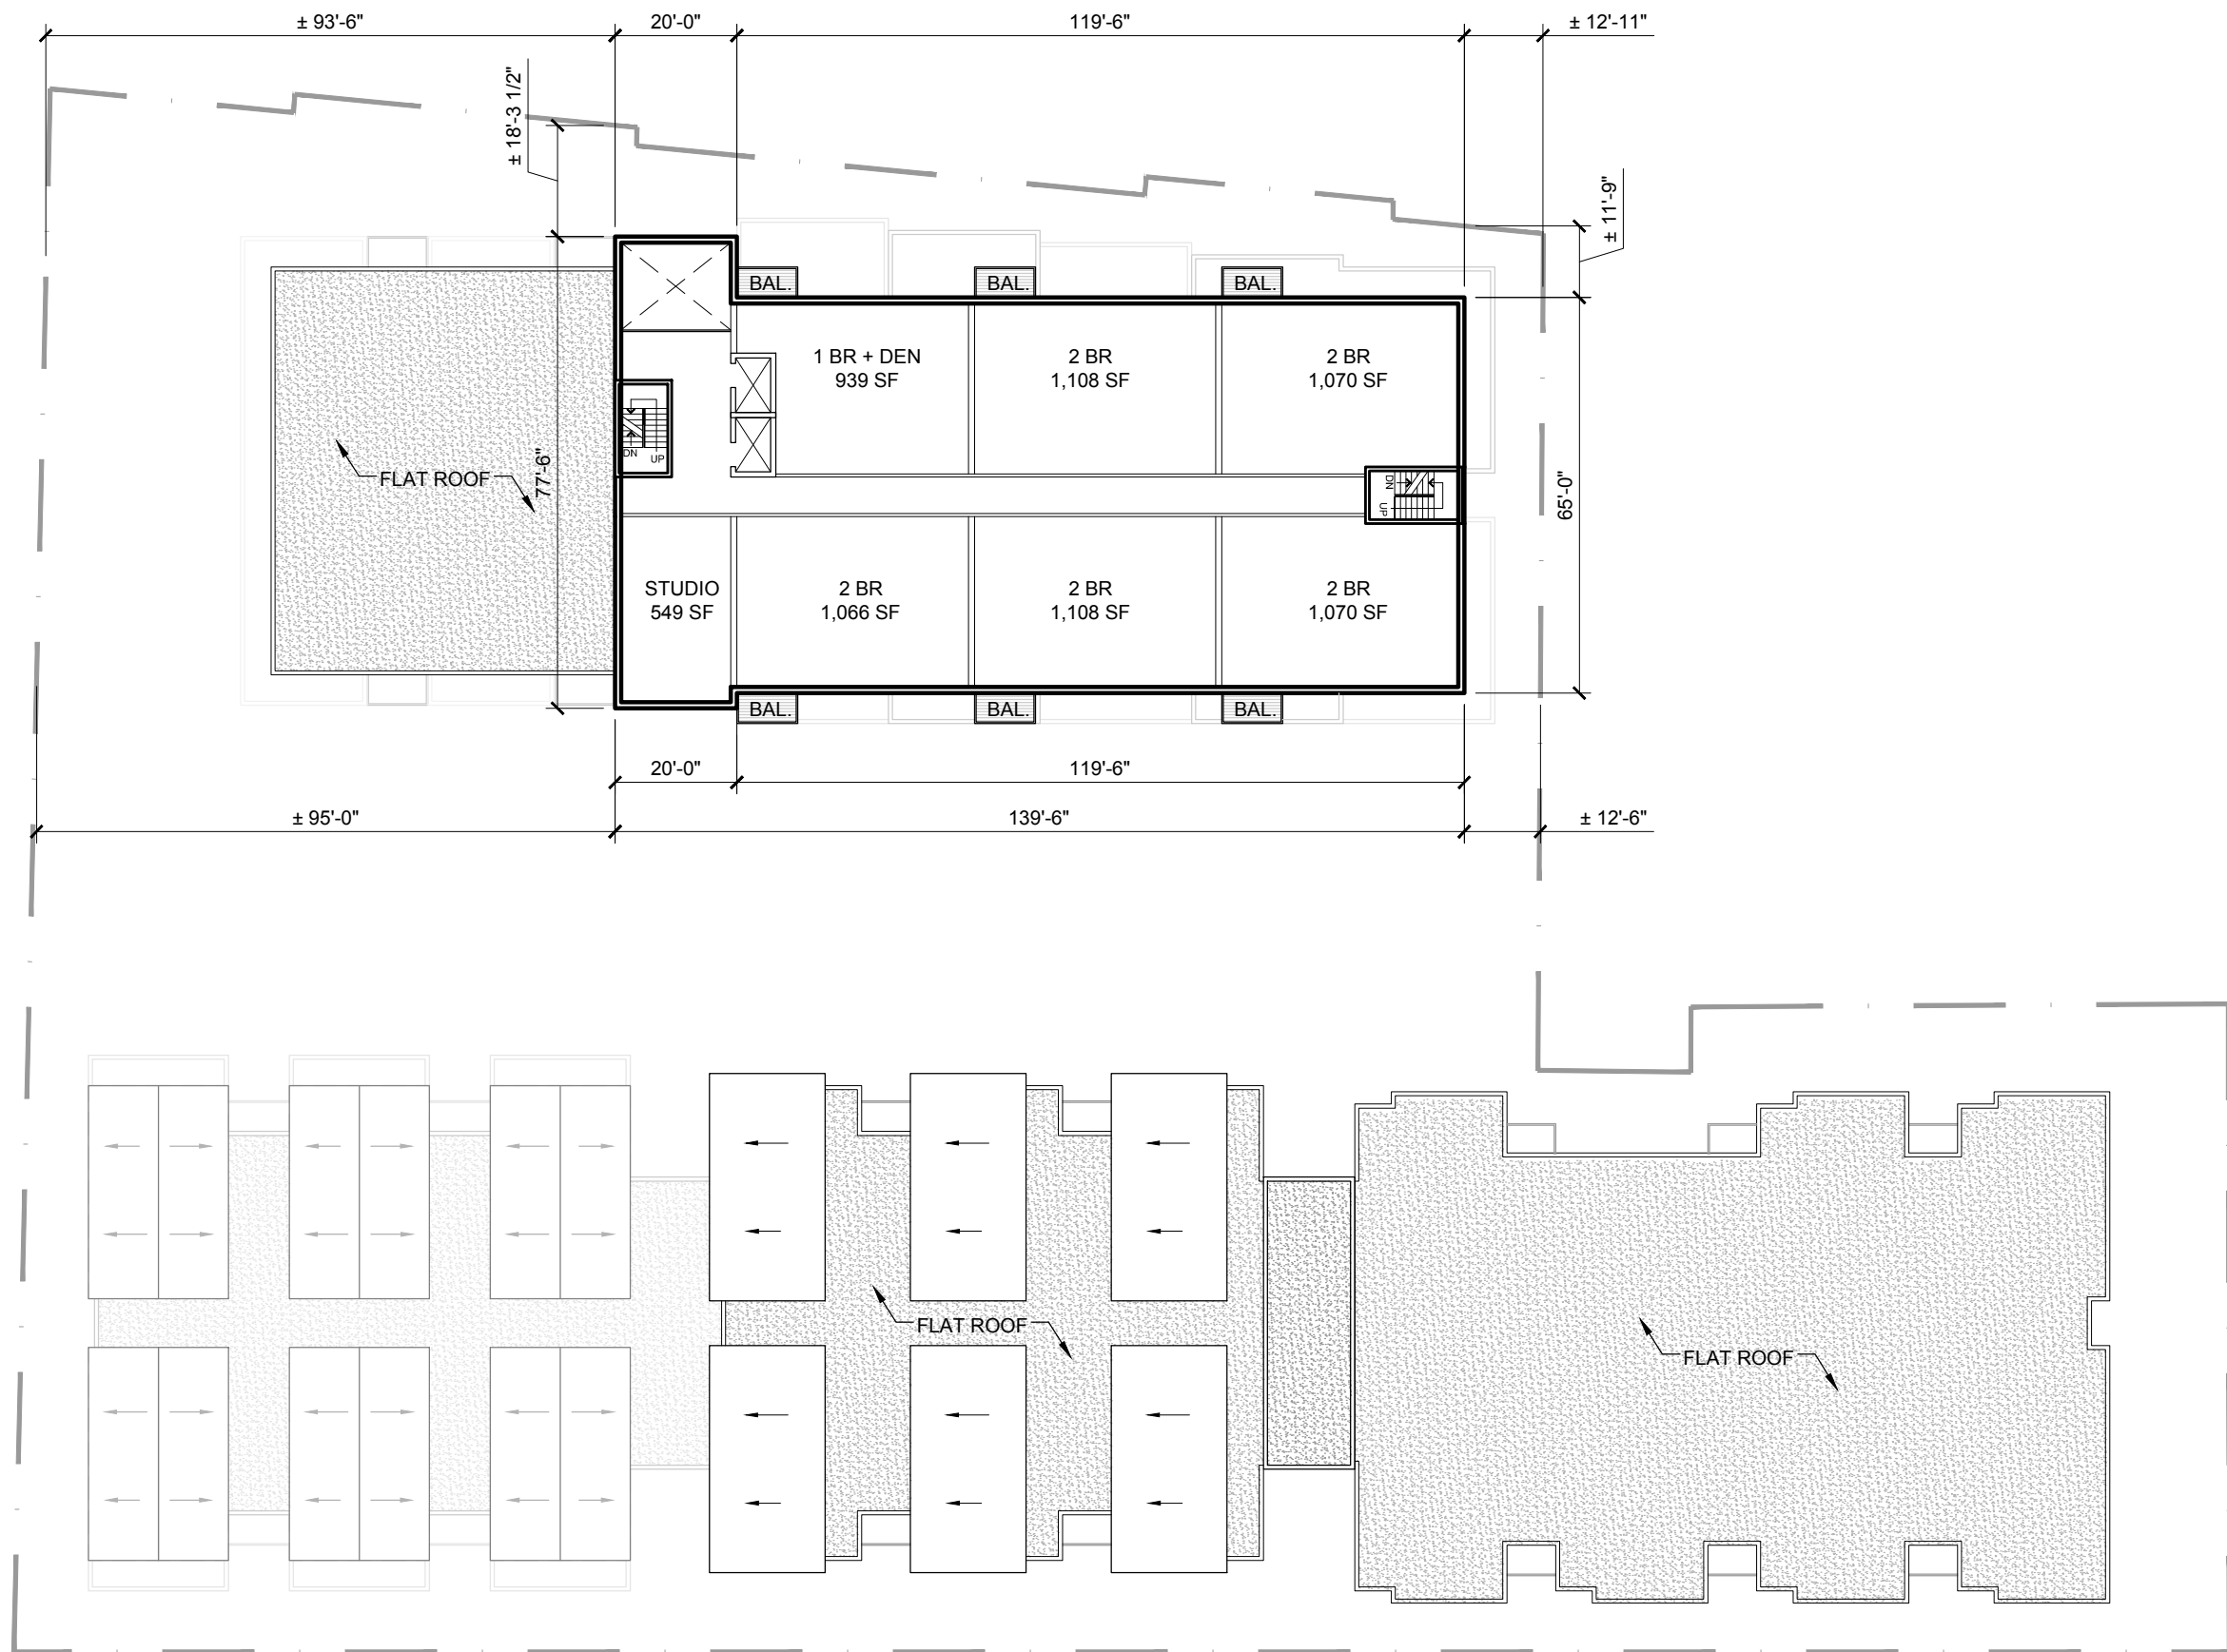 ± 93'-6"
20'-0"
119'-6"
± 12'-11"
± 18'-3 1/2"
± 11'-9"
BAL.
BAL.
BAL.
1 BR + DEN
939 SF
2 BR
1,108 SF
2 BR
1,070 SF
DN
UP
FLAT ROOF
77'-6"
DN
UP
65'-0"
STUDIO
549 SF
2 BR
1,066 SF
2 BR
1,108 SF
2 BR
1,070 SF
BAL.
BAL.
BAL.
20'-0"
119'-6"
± 95'-0"
139'-6"
± 12'-6"
FLAT ROOF
FLAT ROOF